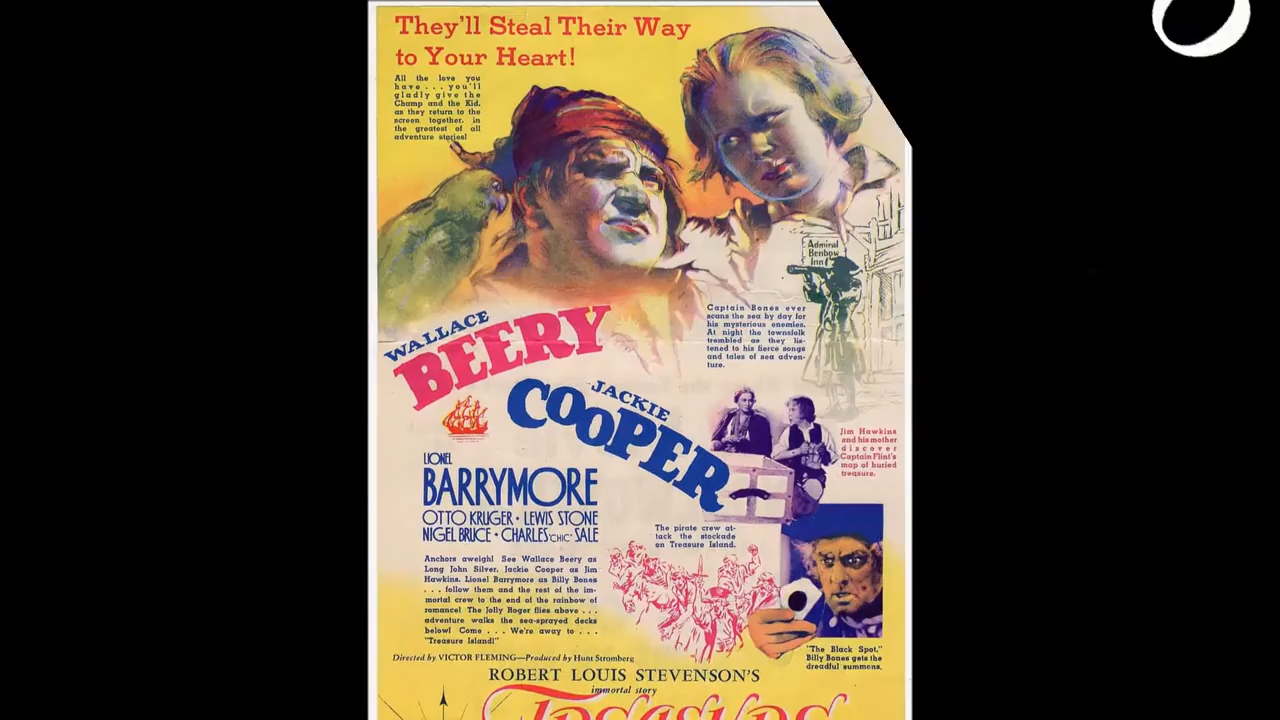 They'll Steal Their Way
to Your Heart!
All the love you
have . . . you'll
gladly give the
Champ and the Kid,
as they return to the
screen together, in
the greatest of all
adventure stories!
Admiral
Benbow
Inn
WALLACE
BEERY
Captain Bones ever
scans the sea by day for
his mysterious enemies.
At night the townsfolk
trembled as they lis-
tened to his fierce songs
and tales of sea adven-
ture.
JACKIE
COOPER
Jim Hawkins
and his mother
discover
Captain Flint's
map of buried
treasure.
LIONEL
BARRYMORE
OTTO KRUGER • LEWIS STONE
NIGEL BRUCE • CHARLES "CHIC" SALE
The pirate crew at-
tack the stockade
on Treasure Island.
Anchors aweigh! See Wallace Beery as
Long John Silver, Jackie Cooper as Jim
Hawkins, Lionel Barrymore as Billy Bones
. . . follow them and the rest of the im-
mortal crew to the end of the rainbow of
romance! The Jolly Roger flies above . . .
adventure walks the sea-sprayed decks
below! Come . . . We're away to . . .
"Treasure Island!"
"The Black Spot,"
Billy Bones gets the
dreadful summons.
Directed by VICTOR FLEMING—Produced by Hunt Stromberg
ROBERT LOUIS STEVENSON'S
immortal story
Treasure